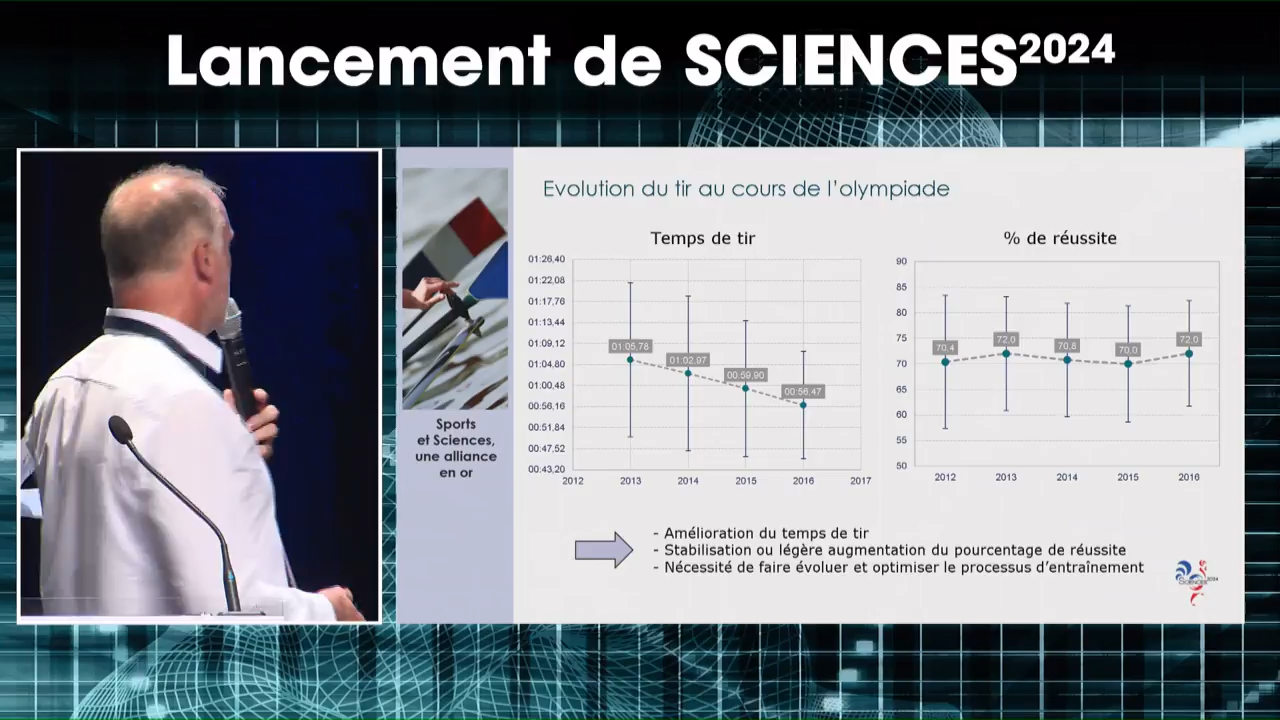 Lancement de SCIENCES2024
Evolution du tir au cours de l'olympiade
Temps de tir
01:26,40
01:22,08
01:17,76
01:13,44
01:09,12
01:04,80
01:00,48
00:56,16
00:51,84
00:47,52
00:43,20
01:05,78
01:02,97
00:59,90
00:56,47
2012 2013 2014 2015 2016 2017
% de réussite
90
85
80
75
70
65
60
55
50
70,4
72,0
70,8
70,0
72,0
2012 2013 2014 2015 2016
Sports
et Sciences,
une alliance
en or
- Amélioration du temps de tir
- Stabilisation ou légère augmentation du pourcentage de réussite
- Nécessité de faire évoluer et optimiser le processus d'entraînement
SCIENCES 2024